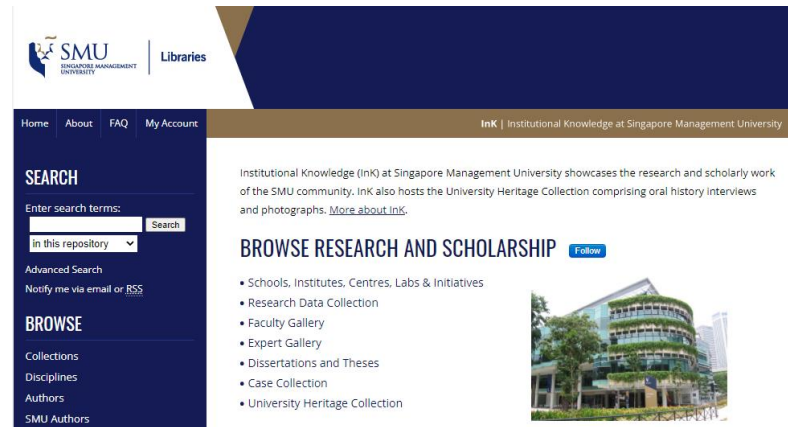 SMU
SINGAPORE MANAGEMENT
UNIVERSITY
Libraries
Home About FAQ My Account
InK | Institutional Knowledge at Singapore Management University
SEARCH
Enter search terms:
Search
in this repository
Advanced Search
Notify me via email or RSS
BROWSE
Collections
Disciplines
Authors
SMU Authors
Institutional Knowledge (InK) at Singapore Management University showcases the research and scholarly work
of the SMU community. InK also hosts the University Heritage Collection comprising oral history interviews
and photographs. More about InK.
BROWSE RESEARCH AND SCHOLARSHIP Follow
• Schools, Institutes, Centres, Labs & Initiatives
• Research Data Collection
• Faculty Gallery
• Expert Gallery
• Dissertations and Theses
• Case Collection
• University Heritage Collection